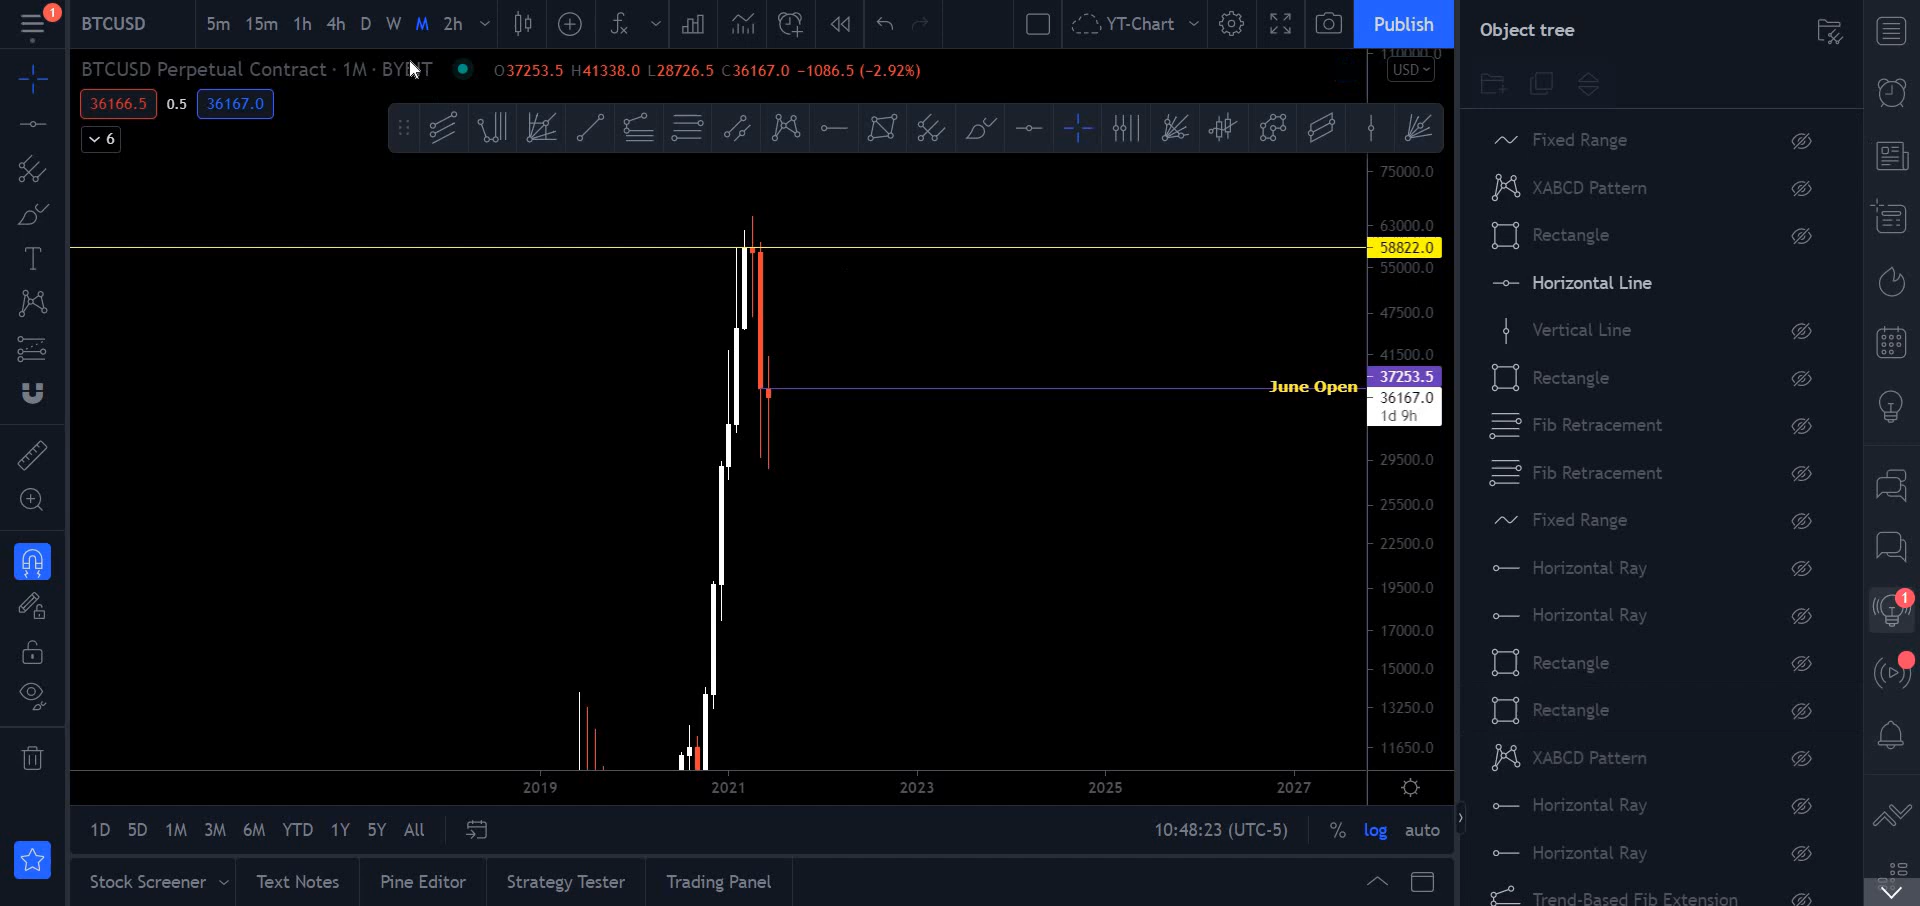 1
BTCUSD 5m 15m 1h 4h D W M 2h YT-Chart Publish
Object tree
BTCUSD Perpetual Contract · 1M · O37253.5 H41338.0 L28726.5 C36167.0 −1086.5 (−2.92%)
110000.0
USD
36166.5 0.5 36167.0
6
75000.0
63000.0
58822.0
55000.0
47500.0
41500.0
37253.5
June Open
36167.0
1d 9h
29500.0
25500.0
22500.0
19500.0
17000.0
15000.0
13250.0
11650.0
2019 2021 2023 2025 2027
1D 5D 1M 3M 6M YTD 1Y 5Y All
10:48:23 (UTC-5) % log auto
Stock Screener Text Notes Pine Editor Strategy Tester Trading Panel
Fixed Range
XABCD Pattern
Rectangle
Horizontal Line
Vertical Line
Rectangle
Fib Retracement
Fib Retracement
Fixed Range
Horizontal Ray
Horizontal Ray
Rectangle
Rectangle
XABCD Pattern
Horizontal Ray
Horizontal Ray
Trend-Based Fib Extension
1